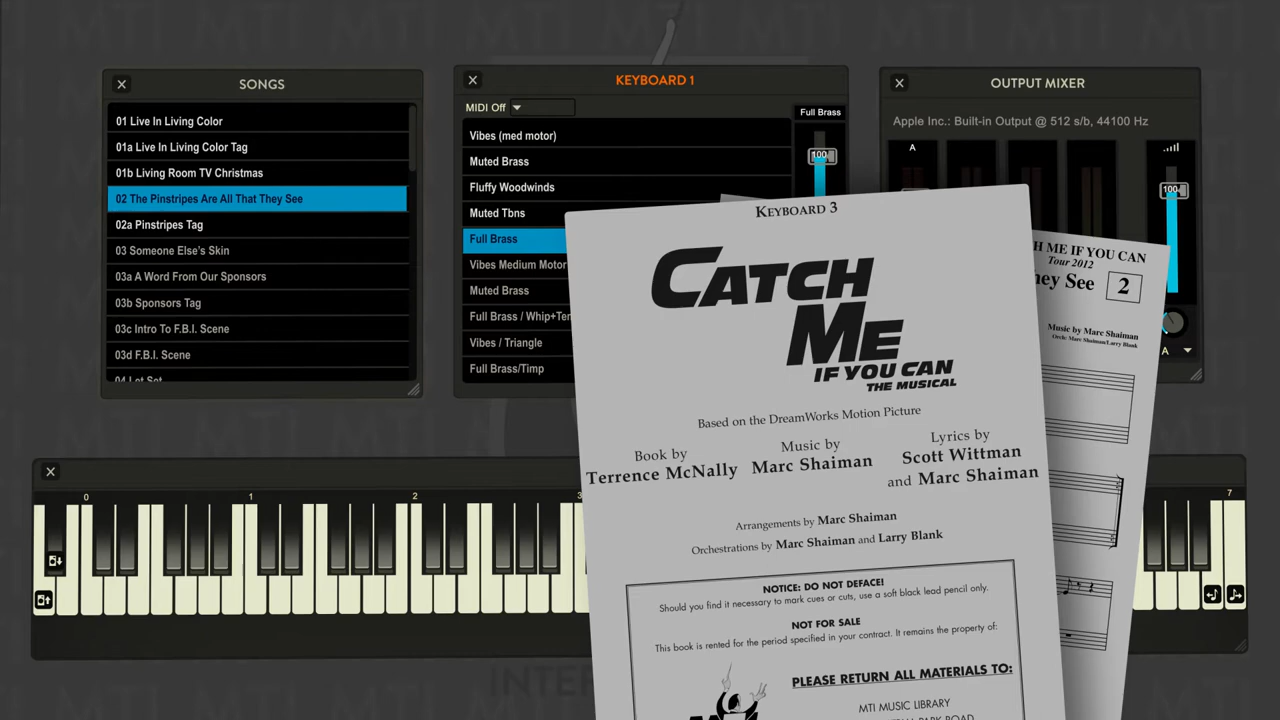 SONGS
01 Live In Living Color
01a Live In Living Color Tag
01b Living Room TV Christmas
02 The Pinstripes Are All That They See
02a Pinstripes Tag
03 Someone Else's Skin
03a A Word From Our Sponsors
03b Sponsors Tag
03c Intro To F.B.I. Scene
03d F.B.I. Scene
KEYBOARD 1
MIDI Off
Full Brass
100
Vibes (med motor)
Muted Brass
Fluffy Woodwinds
Muted Tbns
Full Brass
Vibes Medium Motor
Muted Brass
Full Brass / Whip+Ten
Vibes / Triangle
Full Brass/Timp
OUTPUT MIXER
Apple Inc.: Built-in Output @ 512 s/b, 44100 Hz
A
100
A
KEYBOARD 3
CATCH
ME
IF YOU CAN
THE MUSICAL
Based on the DreamWorks Motion Picture
Book by
Terrence McNally
Music by
Marc Shaiman
Lyrics by
Scott Wittman
and Marc Shaiman
Arrangements by Marc Shaiman
Orchestrations by Marc Shaiman and Larry Blank
NOTICE: DO NOT DEFACE!
Should you find it necessary to mark cues or cuts, use a soft black lead pencil only.
NOT FOR SALE
This book is rented for the period specified in your contract. It remains the property of:
PLEASE RETURN ALL MATERIALS TO:
MTI MUSIC LIBRARY
ME IF YOU CAN
Tour 2012
They See
2
Music by Marc Shaiman
Orch: Marc Shaiman/Larry Blank
0
1
2
3
7
MTI